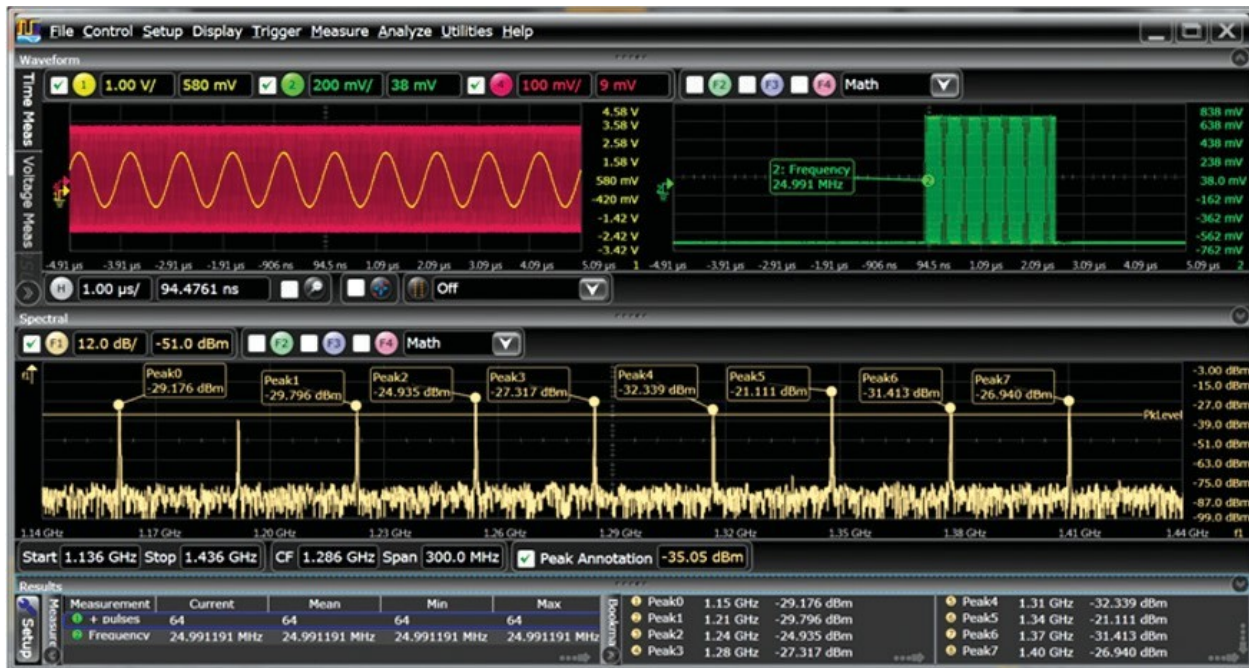 File Control Setup Display Trigger Measure Analyze Utilities Help
Waveform
Time Meas
Voltage Meas
1 1.00 V/ 580 mV 2 200 mV/ 38 mV 4 100 mV/ 9 mV
F2 F3 F4 Math
4.58 V
3.58 V
2.58 V
1.58 V
580 mV
-420 mV
-1.42 V
-2.42 V
-3.42 V
-4.91 µs -3.91 µs -2.91 µs -1.91 µs -906 ns 94.5 ns 1.09 µs 2.09 µs 3.09 µs 4.09 µs 5.09 µs 1
2: Frequency
24.991 MHz
2
838 mV
638 mV
438 mV
238 mV
38.0 mV
-162 mV
-362 mV
-562 mV
-762 mV
-4.91 µs -3.91 µs -2.91 µs -1.91 µs -906 ns 94.5 ns 1.09 µs 2.09 µs 3.09 µs 4.09 µs 5.09 µs 2
H 1.00 µs/ 94.4761 ns Off
Spectral
F1 12.0 dB/ -51.0 dBm F2 F3 F4 Math
Peak0
-29.176 dBm
Peak1
-29.796 dBm
Peak2
-24.935 dBm
Peak3
-27.317 dBm
Peak4
-32.339 dBm
Peak5
-21.111 dBm
Peak6
-31.413 dBm
Peak7
-26.940 dBm
PkLevel
-3.00 dBm
-15.0 dBm
-27.0 dBm
-39.0 dBm
-51.0 dBm
-63.0 dBm
-75.0 dBm
-87.0 dBm
-99.0 dBm
1.14 GHz 1.17 GHz 1.20 GHz 1.23 GHz 1.26 GHz 1.29 GHz 1.32 GHz 1.35 GHz 1.38 GHz 1.41 GHz 1.44 GHz f1
Start 1.136 GHz Stop 1.436 GHz CF 1.286 GHz Span 300.0 MHz Peak Annotation -35.05 dBm
Results
Setup
Measurement Current Mean Min Max
+ pulses 64 64 64 64
Frequency 24.991191 MHz 24.991191 MHz 24.991191 MHz 24.991191 MHz
Peak0 1.15 GHz -29.176 dBm
Peak1 1.21 GHz -29.796 dBm
Peak2 1.24 GHz -24.935 dBm
Peak3 1.28 GHz -27.317 dBm
Peak4 1.31 GHz -32.339 dBm
Peak5 1.34 GHz -21.111 dBm
Peak6 1.37 GHz -31.413 dBm
Peak7 1.40 GHz -26.940 dBm